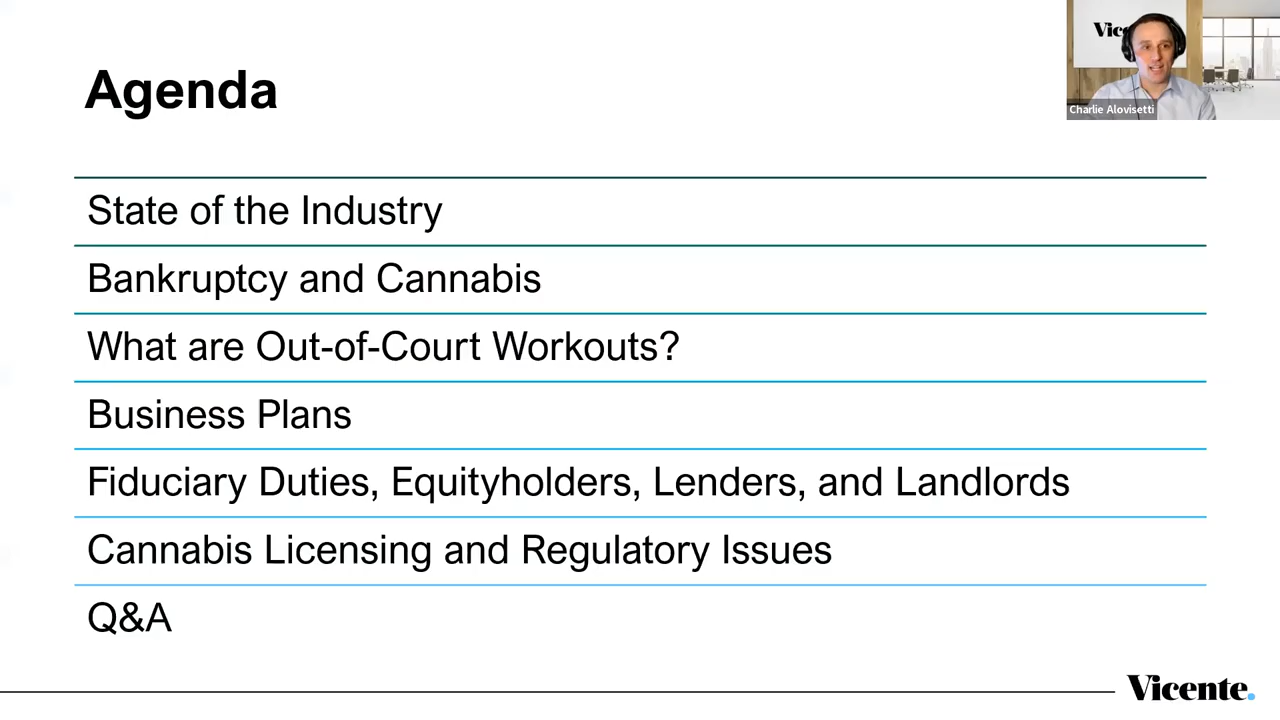 Agenda
Vic
Charlie Alovisetti
State of the Industry
Bankruptcy and Cannabis
What are Out-of-Court Workouts?
Business Plans
Fiduciary Duties, Equityholders, Lenders, and Landlords
Cannabis Licensing and Regulatory Issues
Q&A
Vicente.